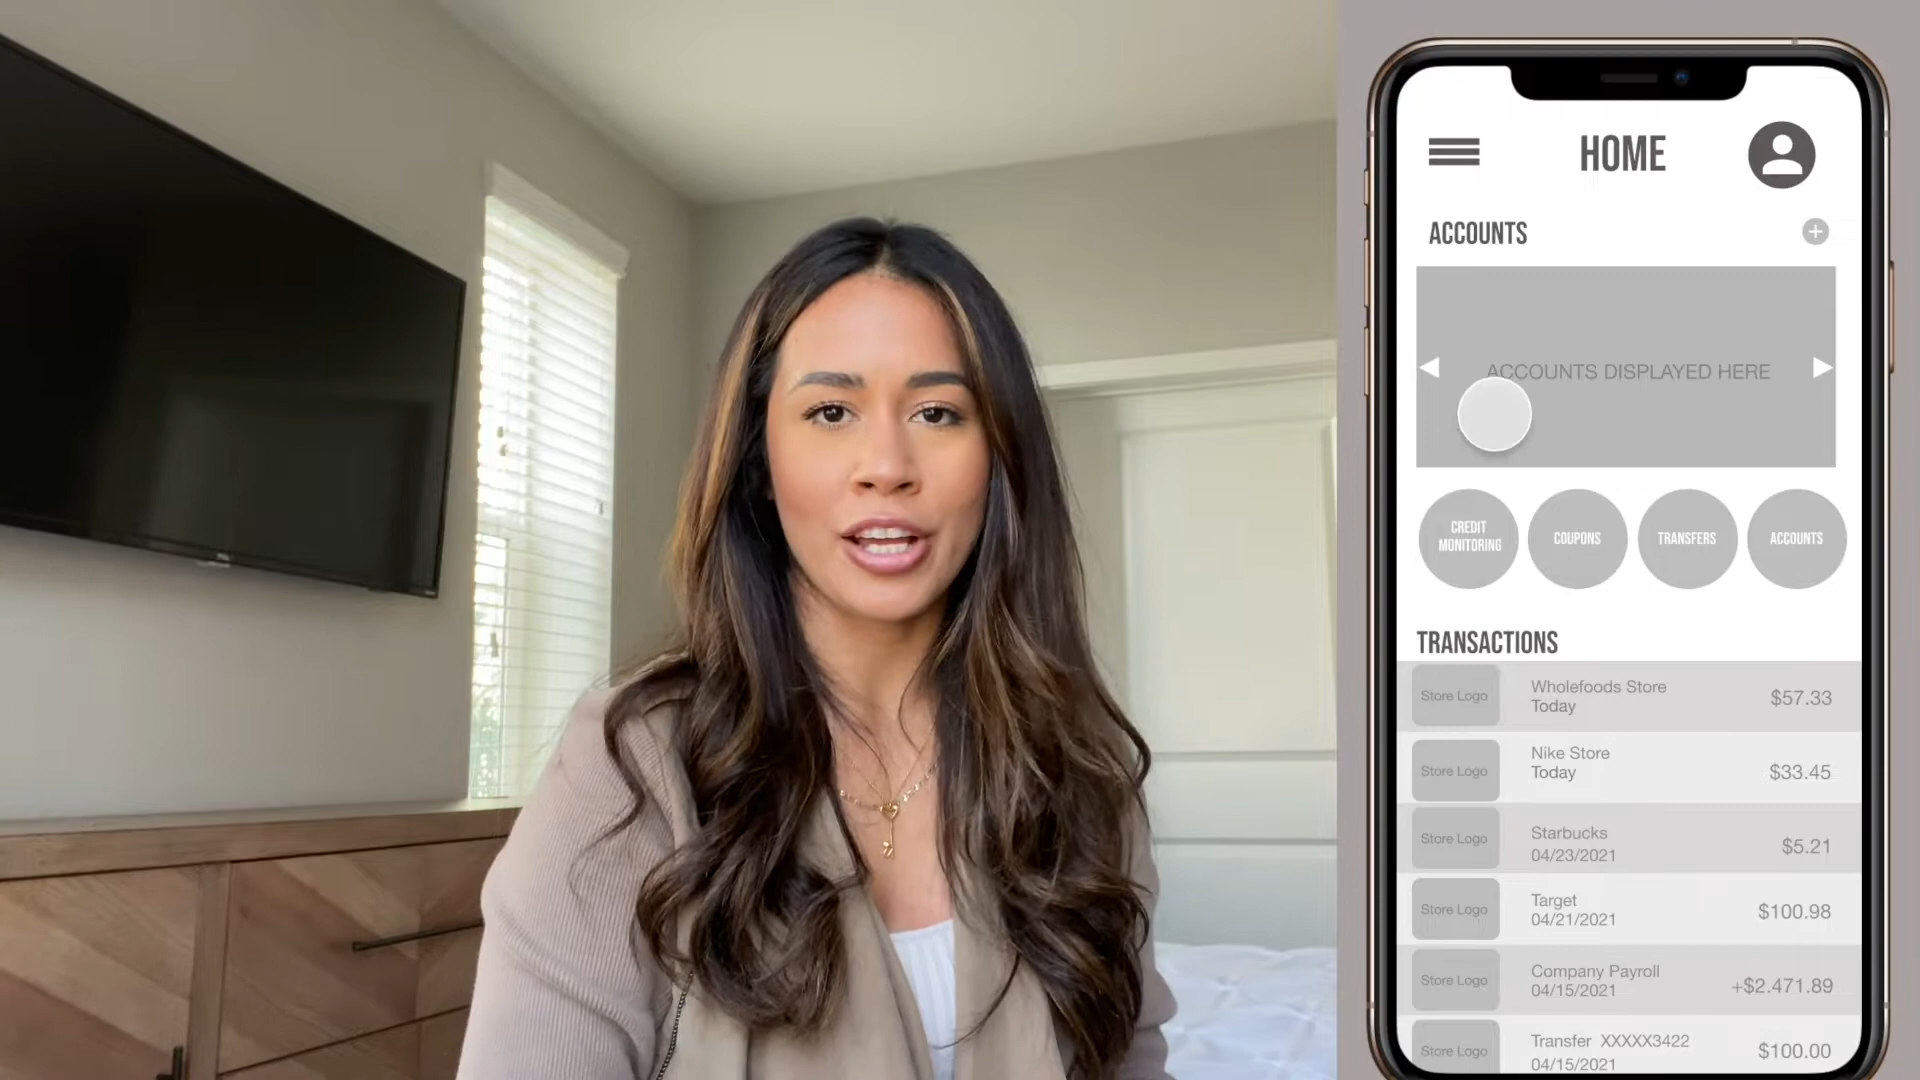 HOME
ACCOUNTS
ACCOUNTS DISPLAYED HERE
CREDIT
MONITORING
COUPONS
TRANSFERS
ACCOUNTS
TRANSACTIONS
Store Logo
Wholefoods Store
Today
$57.33
Store Logo
Nike Store
Today
$33.45
Store Logo
Starbucks
04/23/2021
$5.21
Store Logo
Target
04/21/2021
$100.98
Store Logo
Company Payroll
04/15/2021
+$2.471.89
Store Logo
Transfer XXXXX3422
04/15/2021
$100.00